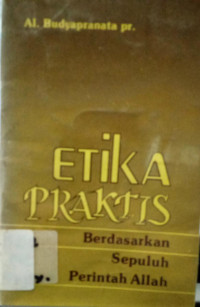 Al. Budyapranata pr.
ETIKA
PRAKTIS
Berdasarkan
Sepuluh
Perintah Allah